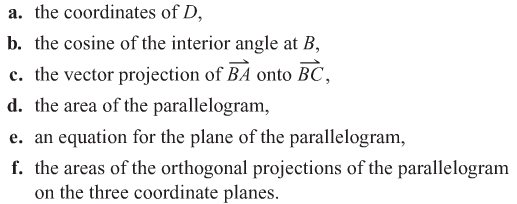 a. the coordinates of D,
b. the cosine of the interior angle at B,
c. the vector projection of \overrightarrow{BA} onto \overrightarrow{BC},
d. the area of the parallelogram,
e. an equation for the plane of the parallelogram,
f. the areas of the orthogonal projections of the parallelogram
on the three coordinate planes.